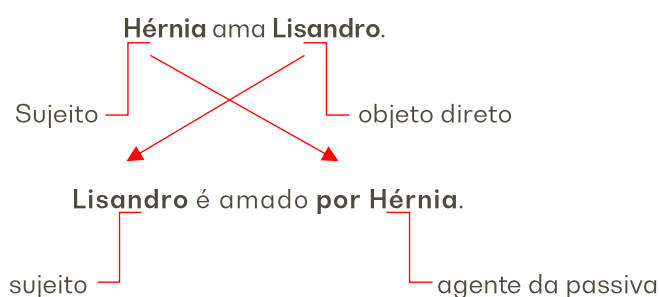 Hérnia ama Lisandro.
Sujeito objeto direto
Lisandro é amado por Hérnia.
sujeito agente da passiva